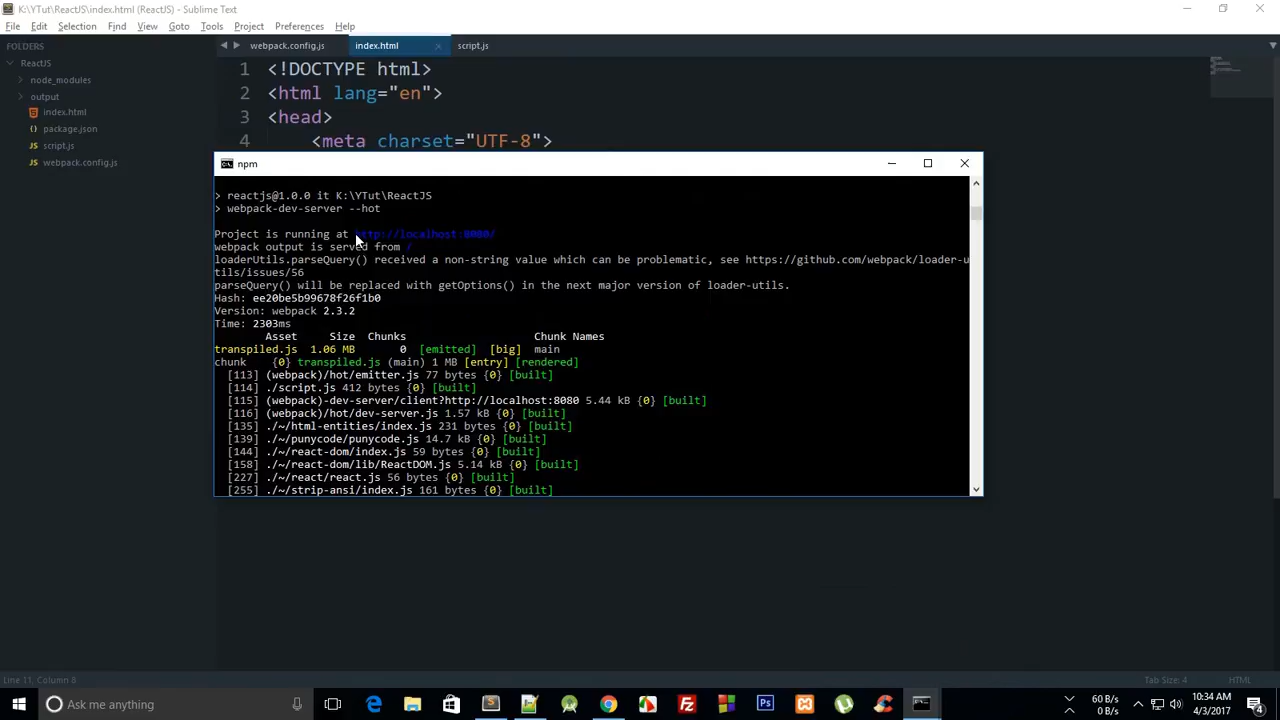 K:\YTut\ReactJS\index.html (ReactJS) - Sublime Text
File Edit Selection Find View Goto Tools Project Preferences Help
FOLDERS
ReactJS
node_modules
output
index.html
package.json
script.js
webpack.config.js
webpack.config.js index.html script.js
1 <!DOCTYPE html>
2 <html lang="en">
3 <head>
4 <meta charset="UTF-8">
npm
> reactjs@1.0.0 it K:\YTut\ReactJS
> webpack-dev-server --hot
Project is running at http://localhost:8080/
webpack output is served from /
loaderUtils.parseQuery() received a non-string value which can be problematic, see https://github.com/webpack/loader-u
tils/issues/56
parseQuery() will be replaced with getOptions() in the next major version of loader-utils.
Hash: ee20be5b99678f26f1b0
Version: webpack 2.3.2
Time: 2303ms
Asset Size Chunks Chunk Names
transpiled.js 1.06 MB 0 [emitted] [big] main
chunk {0} transpiled.js (main) 1 MB [entry] [rendered]
[113] (webpack)/hot/emitter.js 77 bytes {0} [built]
[114] ./script.js 412 bytes {0} [built]
[115] (webpack)-dev-server/client?http://localhost:8080 5.44 kB {0} [built]
[116] (webpack)/hot/dev-server.js 1.57 kB {0} [built]
[135] ./~/html-entities/index.js 231 bytes {0} [built]
[139] ./~/punycode/punycode.js 14.7 kB {0} [built]
[144] ./~/react-dom/index.js 59 bytes {0} [built]
[158] ./~/react-dom/lib/ReactDOM.js 5.14 kB {0} [built]
[227] ./~/react/react.js 56 bytes {0} [built]
[255] ./~/strip-ansi/index.js 161 bytes {0} [built]
Line 11, Column 8 Tab Size: 4 HTML
Ask me anything
60 B/s
0 B/s
10:34 AM
4/3/2017
4